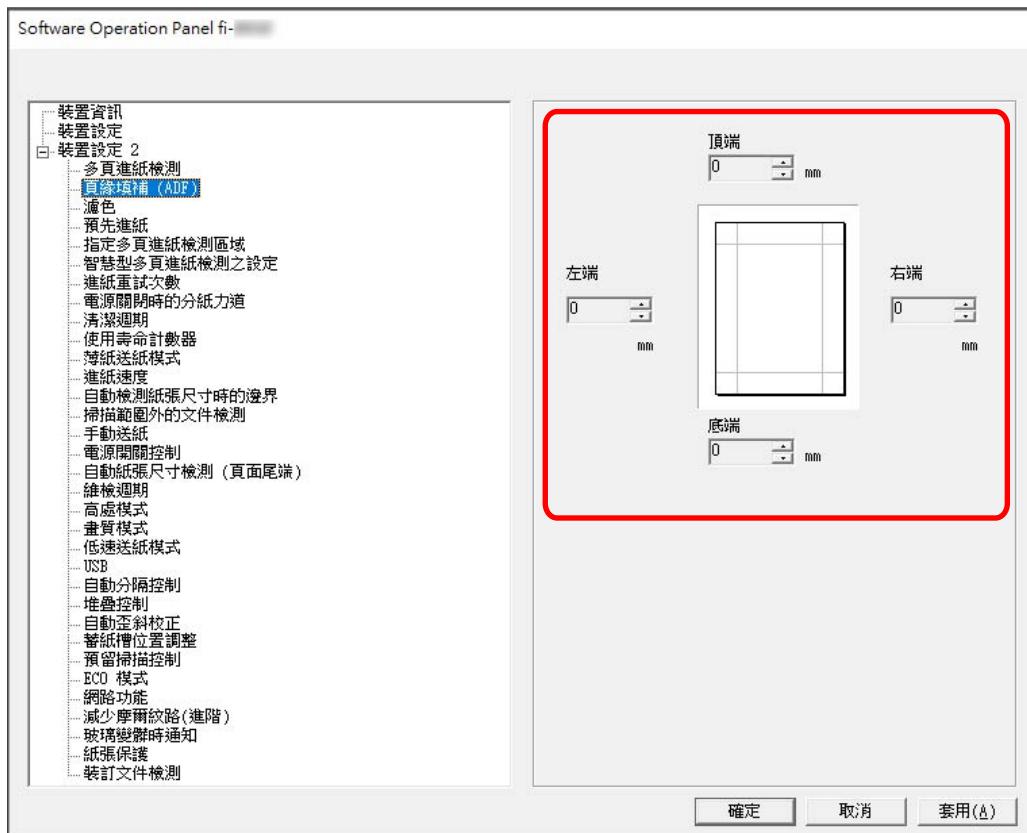 Software Operation Panel fi-
裝置資訊
裝置設定
裝置設定 2
多頁進紙檢測
頁緣填補 (ADF)
濾色
預先進紙
指定多頁進紙檢測區域
智慧型多頁進紙檢測之設定
進紙重試次數
電源關閉時的分紙力道
清潔週期
使用壽命計數器
薄紙送紙模式
進紙速度
自動檢測紙張尺寸時的邊界
掃描範圍外的文件檢測
手動送紙
電源開關控制
自動紙張尺寸檢測 (頁面尾端)
維檢週期
高處模式
畫質模式
低速送紙模式
USB
自動分隔控制
堆疊控制
自動歪斜校正
蓄紙槽位置調整
預留掃描控制
ECO 模式
網路功能
減少摩爾紋路(進階)
玻璃變髒時通知
紙張保護
裝訂文件檢測
頂端
0 mm
左端
0
mm
右端
0
mm
底端
0 mm
確定
取消
套用(A)